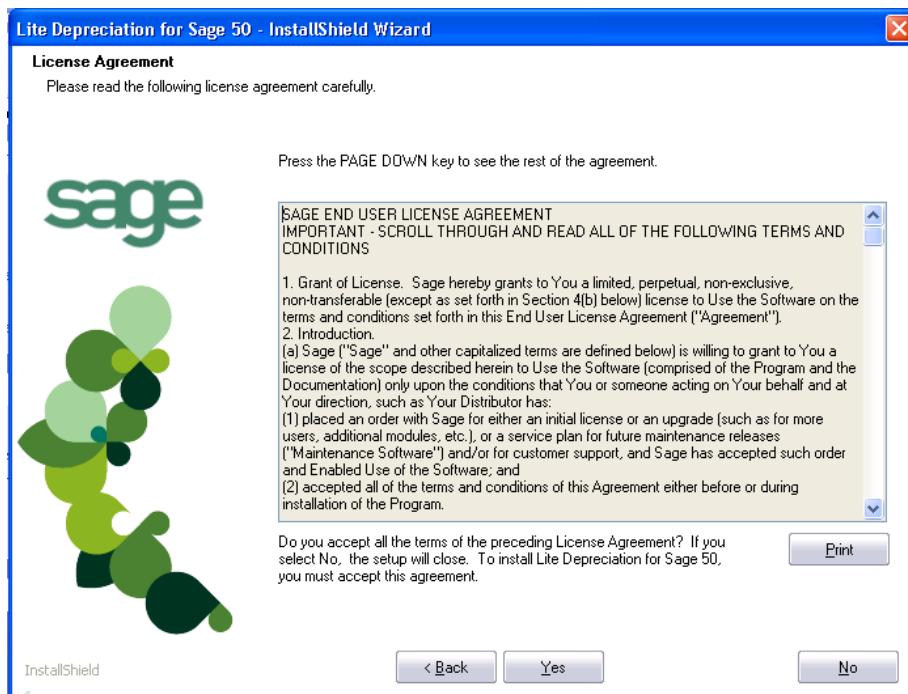 Lite Depreciation for Sage 50 - InstallShield Wizard
License Agreement
Please read the following license agreement carefully.
Press the PAGE DOWN key to see the rest of the agreement.
sage
SAGE END USER LICENSE AGREEMENT
IMPORTANT - SCROLL THROUGH AND READ ALL OF THE FOLLOWING TERMS AND
CONDITIONS
1. Grant of License.  Sage hereby grants to You a limited, perpetual, non-exclusive,
non-transferable (except as set forth in Section 4(b) below) license to Use the Software on the
terms and conditions set forth in this End User License Agreement ("Agreement").
2. Introduction.
(a) Sage ("Sage" and other capitalized terms are defined below) is willing to grant to You a
license of the scope described herein to Use the Software (comprised of the Program and the
Documentation) only upon the conditions that You or someone acting on Your behalf and at
Your direction, such as Your Distributor has:
(1) placed an order with Sage for either an initial license or an upgrade (such as for more
users, additional modules, etc.), or a service plan for future maintenance releases
("Maintenance Software") and/or for customer support, and Sage has accepted such order
and Enabled Use of the Software; and
(2) accepted all of the terms and conditions of this Agreement either before or during
installation of the Program.
Do you accept all the terms of the preceding License Agreement?  If you
select No,  the setup will close.  To install Lite Depreciation for Sage 50,
you must accept this agreement.
Print
InstallShield
< Back
Yes
No